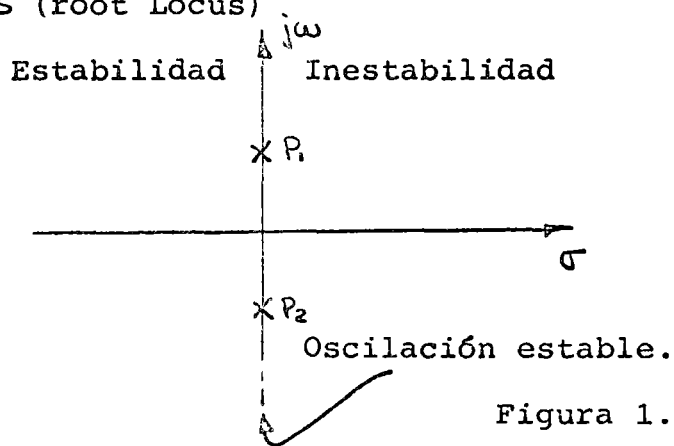 s (root Locus)
jω
Estabilidad Inestabilidad
P1
σ
P2
Oscilación estable.
Figura 1.